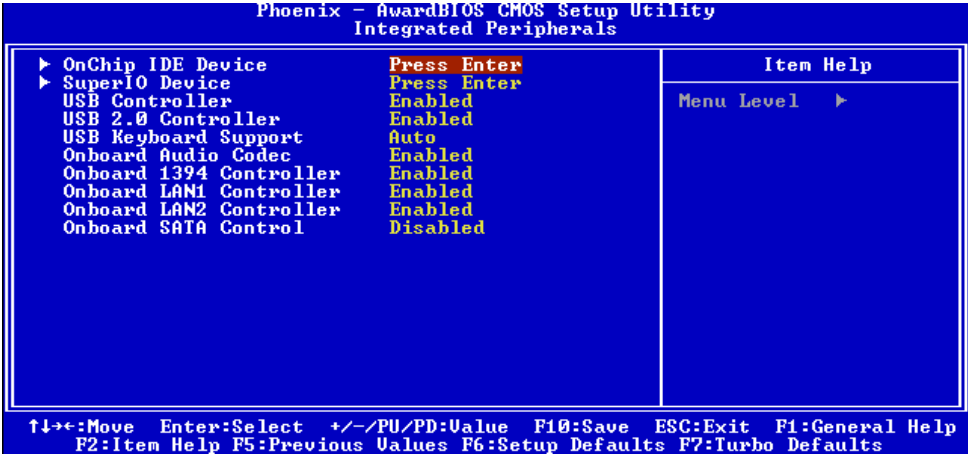 Phoenix - AwardBIOS CMOS Setup Utility
Integrated Peripherals
OnChip IDE Device Press Enter
SuperIO Device Press Enter
USB Controller Enabled
USB 2.0 Controller Enabled
USB Keyboard Support Auto
Onboard Audio Codec Enabled
Onboard 1394 Controller Enabled
Onboard LAN1 Controller Enabled
Onboard LAN2 Controller Enabled
Onboard SATA Control Disabled
Item Help
Menu Level ▶
↑↓→←:Move Enter:Select +/-/PU/PD:Value F10:Save ESC:Exit F1:General Help
F2:Item Help F5:Previous Values F6:Setup Defaults F7:Turbo Defaults